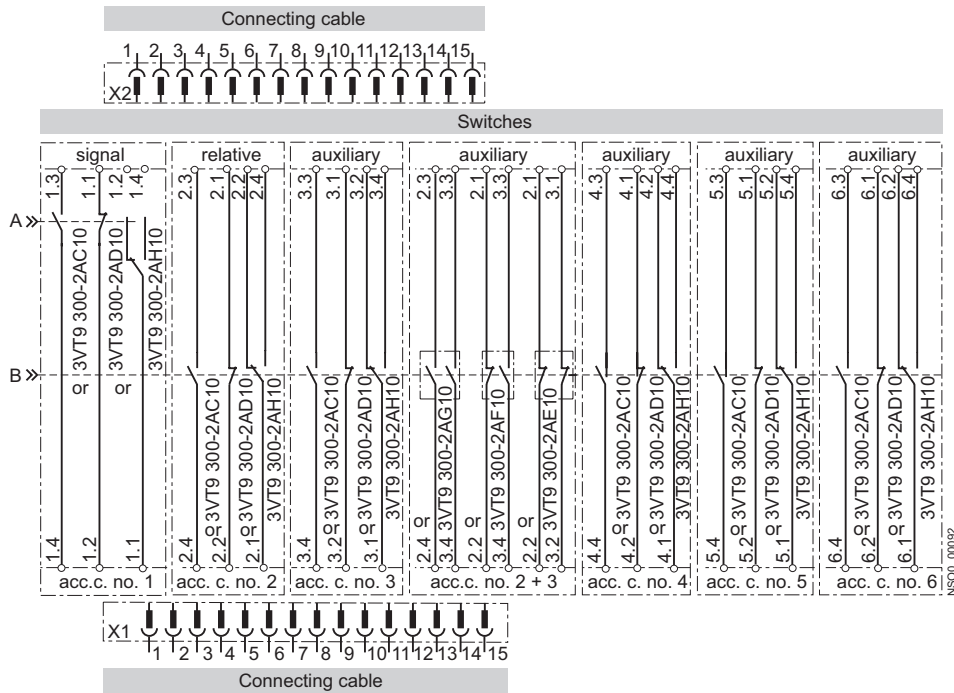 Connecting cable
1 2 3 4 5 6 7 8 9 10 11 12 13 14 15
X2
Switches
signal relative auxiliary auxiliary auxiliary auxiliary auxiliary
1.3 1.1 1.2 1.4 2.3 2.1 2.2 2.4 3.3 3.1 3.2 3.4 2.3 3.3 2.1 3.3 2.1 3.1 4.3 4.1 4.2 4.4 5.3 5.1 5.2 5.4 6.3 6.1 6.2 6.4
A
3VT9 300-2AC10
3VT9 300-2AD10
3VT9 300-2AH10
B
or or
or 3VT9 300-2AC10
or 3VT9 300-2AD10
3VT9 300-2AH10
or 3VT9 300-2AC10
or 3VT9 300-2AD10
3VT9 300-2AH10
or 3VT9 300-2AG10
or 3VT9 300-2AF10
or 3VT9 300-2AE10
or 3VT9 300-2AC10
or 3VT9 300-2AD10
3VT9 300-2AH10
or 3VT9 300-2AC10
or 3VT9 300-2AD10
3VT9 300-2AH10
or 3VT9 300-2AC10
or 3VT9 300-2AD10
3VT9 300-2AH10
1.4 1.2 1.1 2.4 2.2 2.1 3.4 3.2 3.1 2.4 3.4 2.2 3.4 2.2 3.2 4.4 4.2 4.1 5.4 5.2 5.1 6.4 6.2 6.1
acc.c. no. 1 acc. c. no. 2 acc. c. no. 3 acc.c. no. 2 + 3 acc. c. no. 4 acc. c. no. 5 acc. c. no. 6
NSO0_00092
X1
1 2 3 4 5 6 7 8 9 10 11 12 13 14 15
Connecting cable